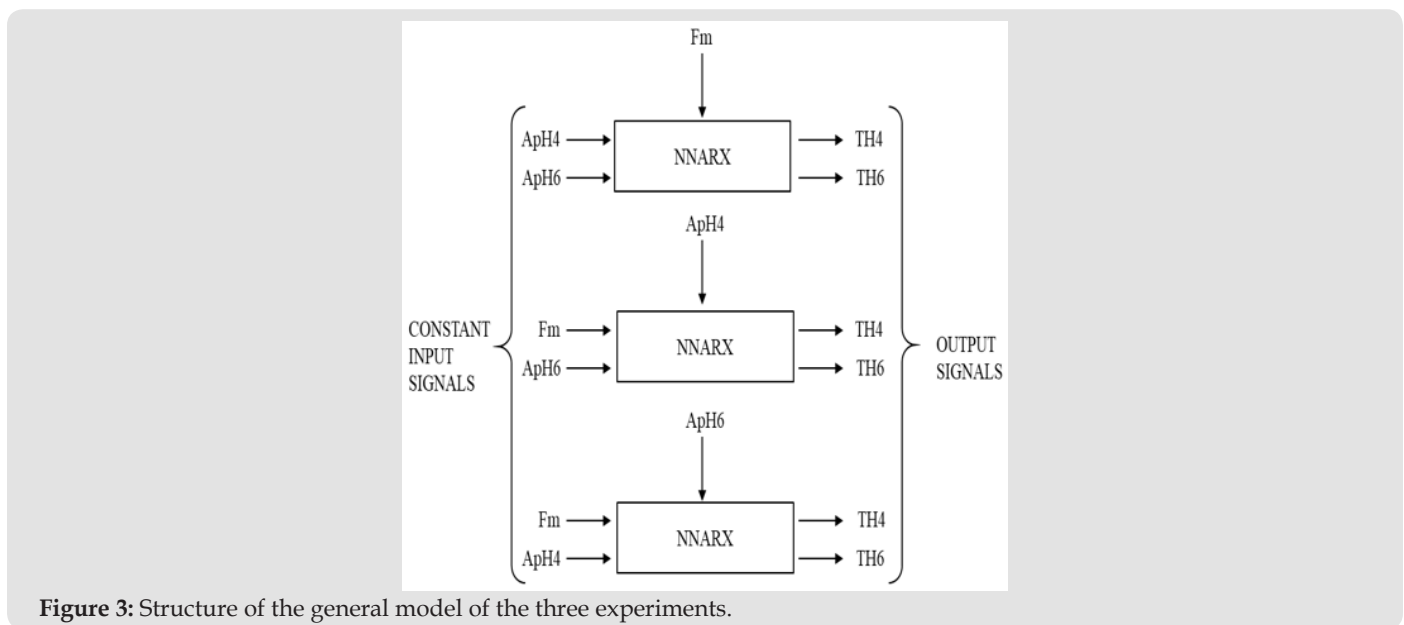 Fm
ApH4
ApH6
NNARX
TH4
TH6
ApH4
CONSTANT
INPUT
SIGNALS
Fm
ApH6
NNARX
TH4
TH6
OUTPUT
SIGNALS
ApH6
Fm
ApH4
NNARX
TH4
TH6
Figure 3: Structure of the general model of the three experiments.